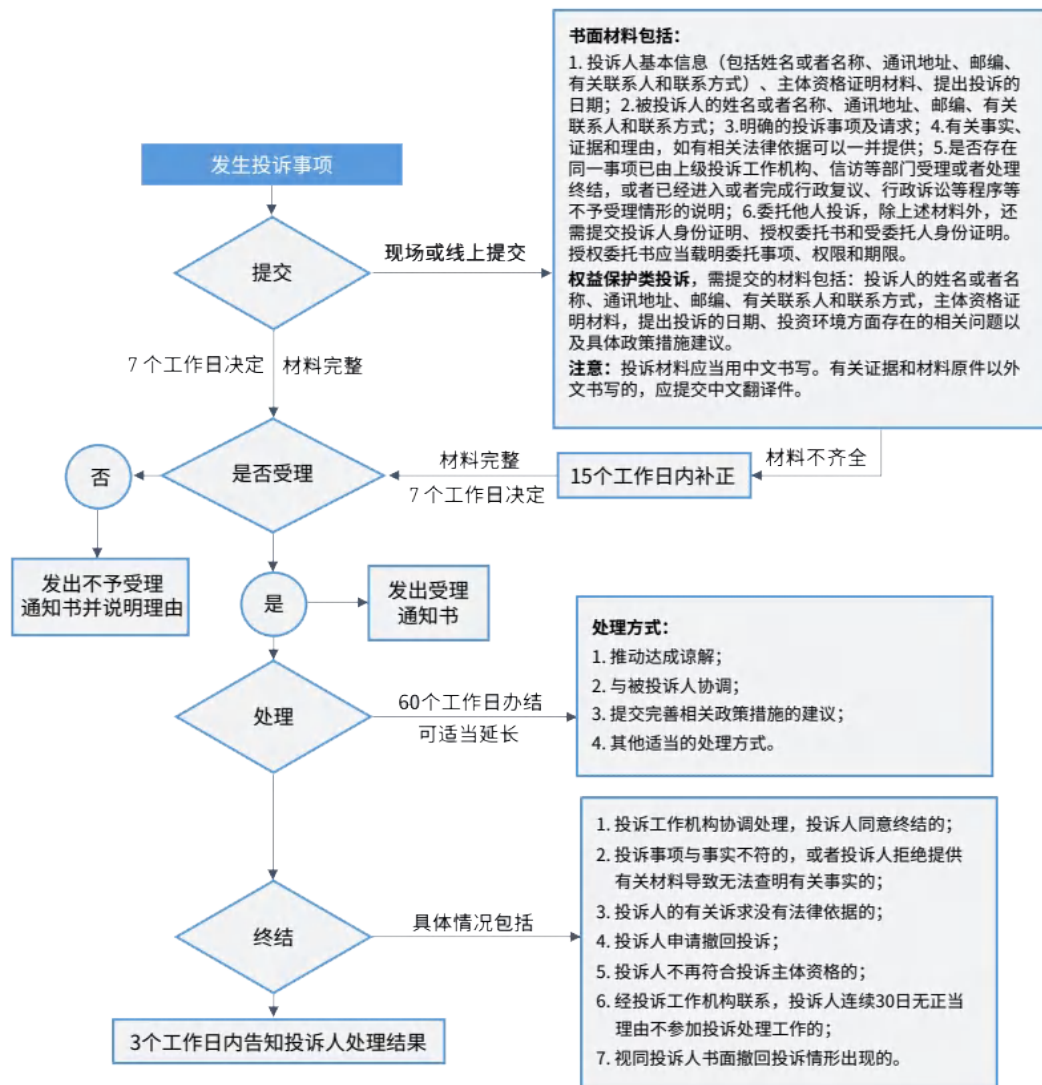 书面材料包括：
1. 投诉人基本信息（包括姓名或者名称、通讯地址、邮编、
有关联系人和联系方式）、主体资格证明材料、提出投诉的
日期；2.被投诉人的姓名或者名称、通讯地址、邮编、有关
联系人和联系方式；3.明确的投诉事项及请求；4.有关事实、
证据和理由，如有相关法律依据可以一并提供；5.是否存在
同一事项已由上级投诉工作机构、信访等部门受理或者处理
终结，或者已经进入或者完成行政复议、行政诉讼等程序等
不予受理情形的说明；6.委托他人投诉，除上述材料外，还
需提交投诉人身份证明、授权委托书和受委托人身份证明。
授权委托书应当载明委托事项、权限和期限。
权益保护类投诉，需提交的材料包括：投诉人的姓名或者名
称、通讯地址、邮编、有关联系人和联系方式，主体资格证
明材料，提出投诉的日期、投资环境方面存在的相关问题以
及具体政策措施建议。
注意：投诉材料应当用中文书写。有关证据和材料原件以外
文书写的，应提交中文翻译件。
发生投诉事项
提交
现场或线上提交
7 个工作日决定
材料完整
材料不齐全
15个工作日内补正
材料完整
7 个工作日决定
是否受理
否
发出不予受理
通知书并说明理由
是
发出受理
通知书
处理
60个工作日办结
可适当延长
处理方式：
1. 推动达成谅解；
2. 与被投诉人协调；
3. 提交完善相关政策措施的建议；
4. 其他适当的处理方式。
终结
具体情况包括
1. 投诉工作机构协调处理，投诉人同意终结的；
2. 投诉事项与事实不符的，或者投诉人拒绝提供
有关材料导致无法查明有关事实的；
3. 投诉人的有关诉求没有法律依据的；
4. 投诉人申请撤回投诉；
5. 投诉人不再符合投诉主体资格的；
6. 经投诉工作机构联系，投诉人连续30日无正当
理由不参加投诉处理工作的；
7. 视同投诉人书面撤回投诉情形出现的。
3个工作日内告知投诉人处理结果